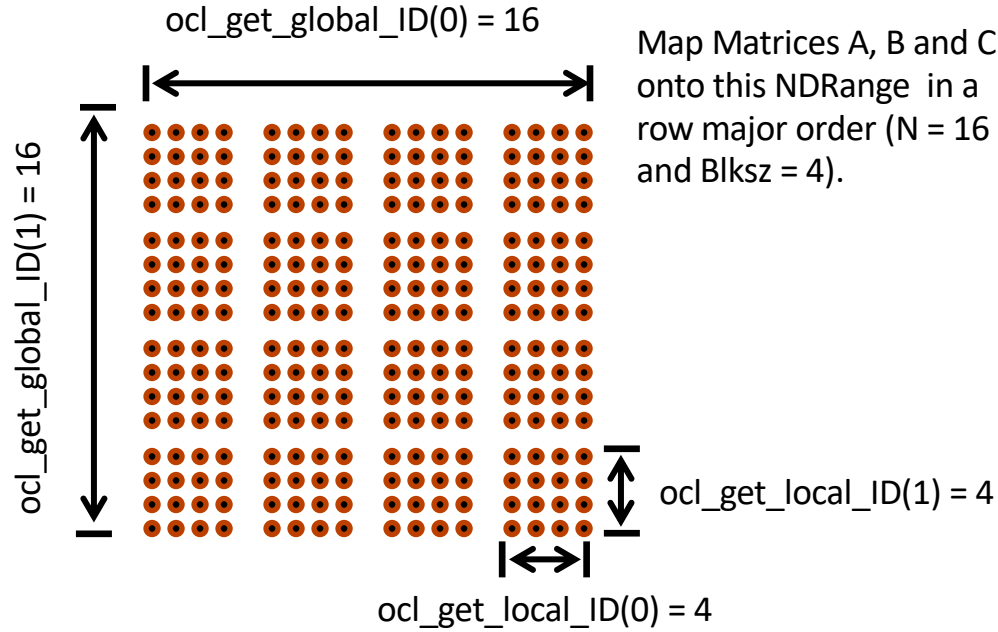 ocl_get_global_ID(0) = 16
Map Matrices A, B and C
onto this NDRange in a
row major order (N = 16
and Blksz = 4).
ocl_get_global_ID(1) = 16
ocl_get_local_ID(1) = 4
ocl_get_local_ID(0) = 4